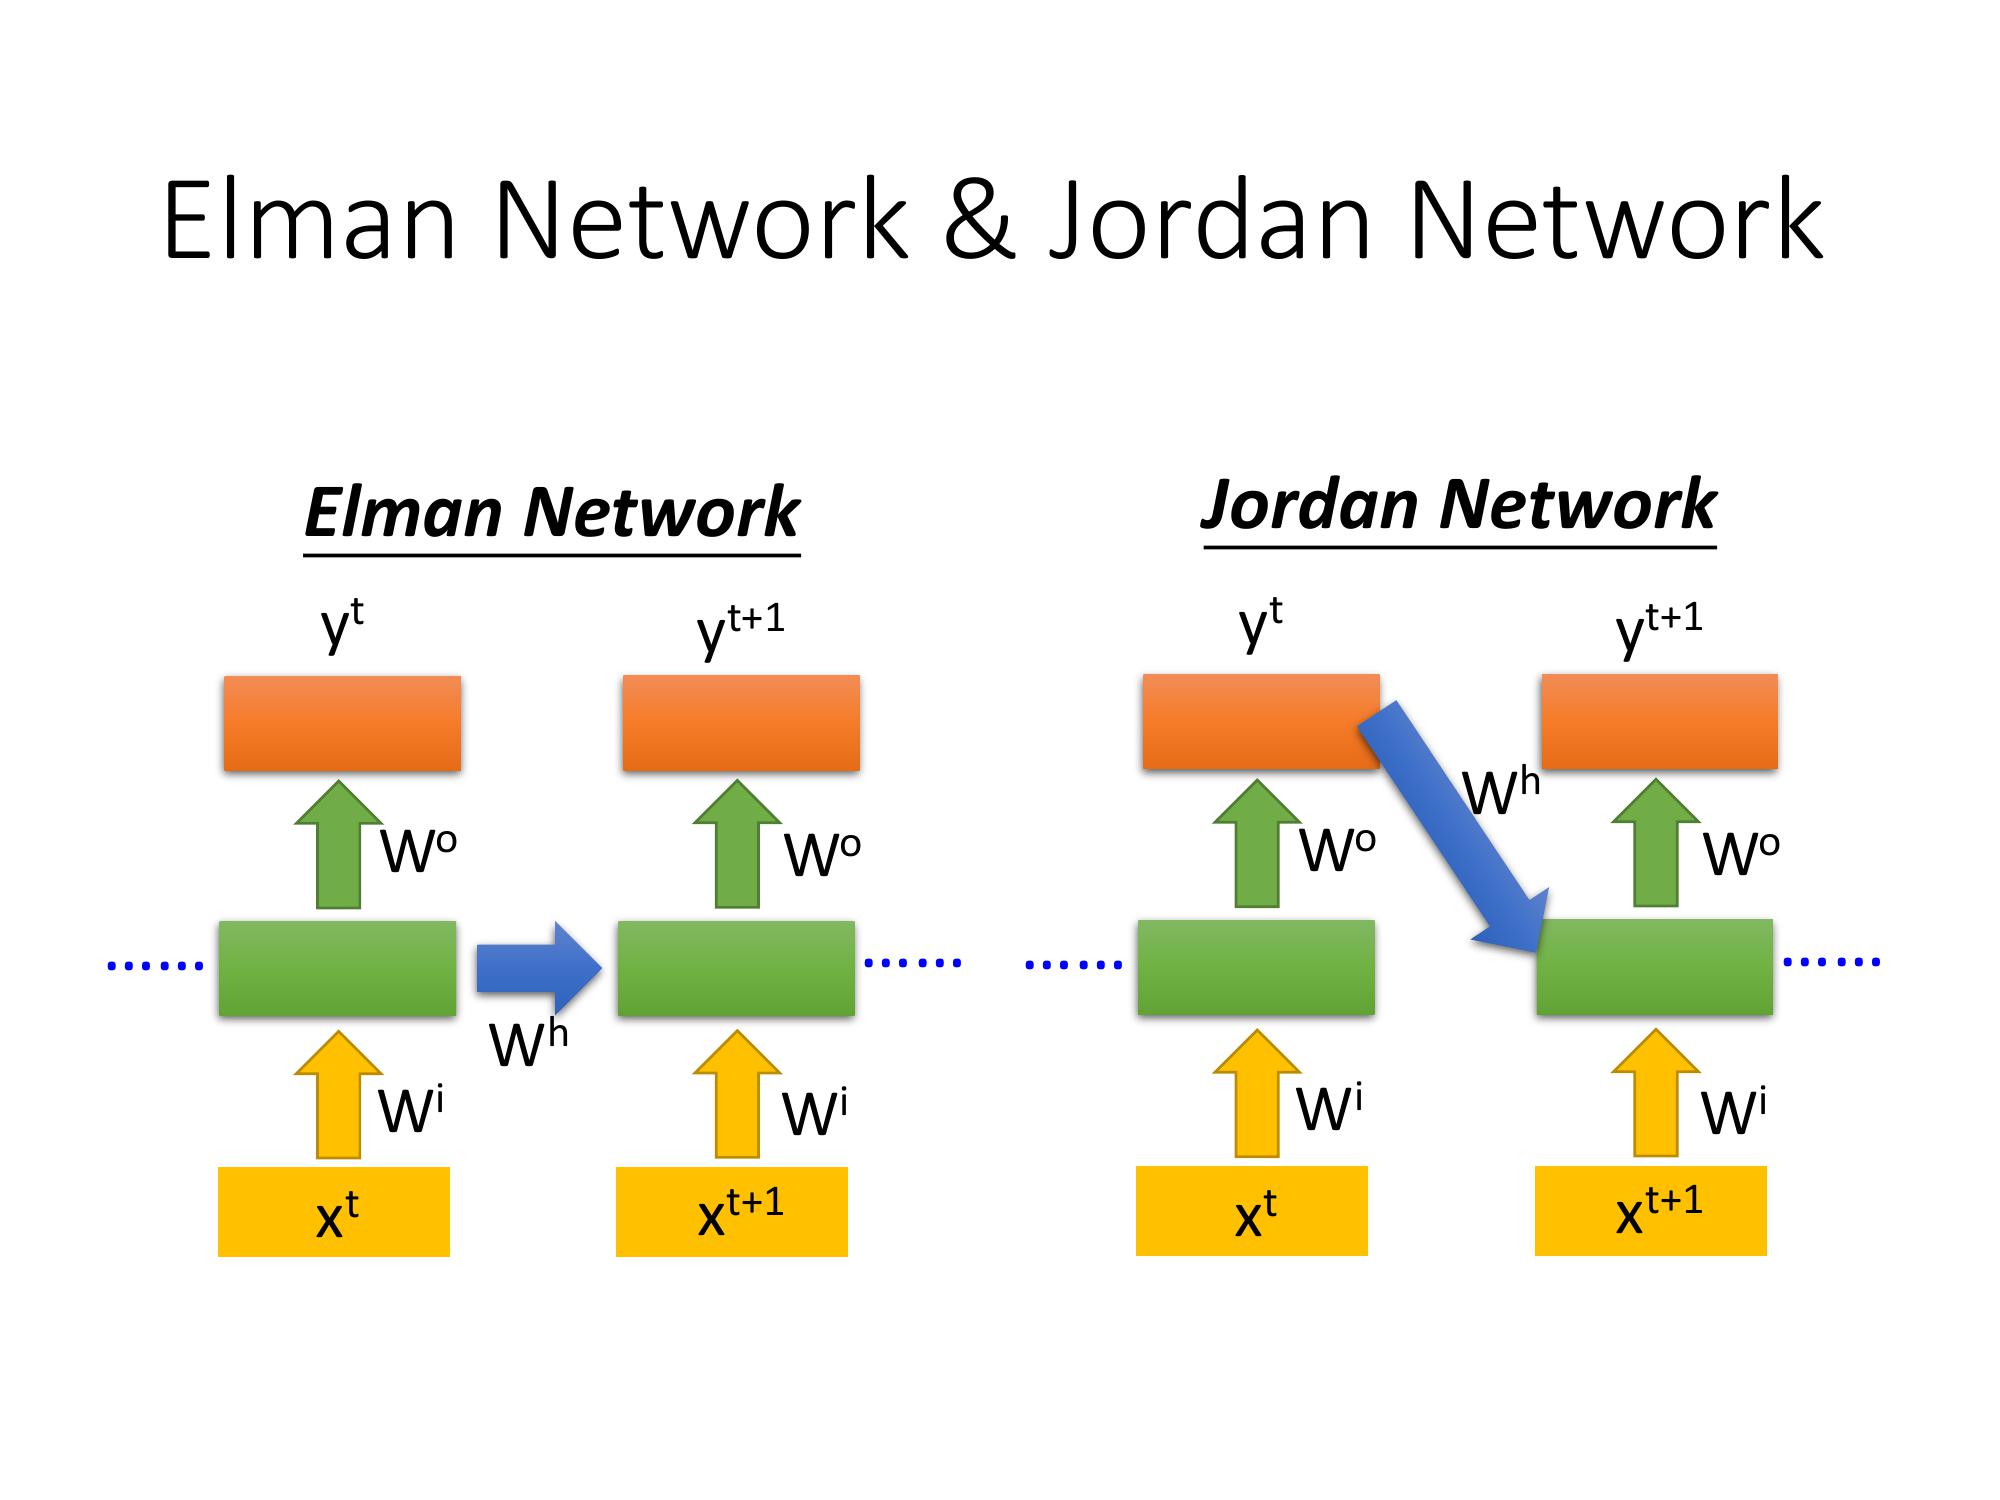 Elman Network & Jordan Network
Elman Network
y^t y^t+1
W^o W^o
W^h
W^i W^i
x^t x^t+1
Jordan Network
y^t y^t+1
W^h
W^o W^o
W^i W^i
x^t x^t+1